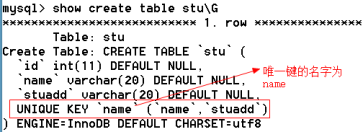 mysql> show create table stu\G
*************************** 1. row ***************************
Table: stu
Create Table: CREATE TABLE `stu` (
`id` int(11) DEFAULT NULL,
`name` varchar(20) DEFAULT NULL,
`stuadd` varchar(20) DEFAULT NULL,
UNIQUE KEY `name` (`name`,`stuadd`)
) ENGINE=InnoDB DEFAULT CHARSET=utf8
唯一键的名字为
name